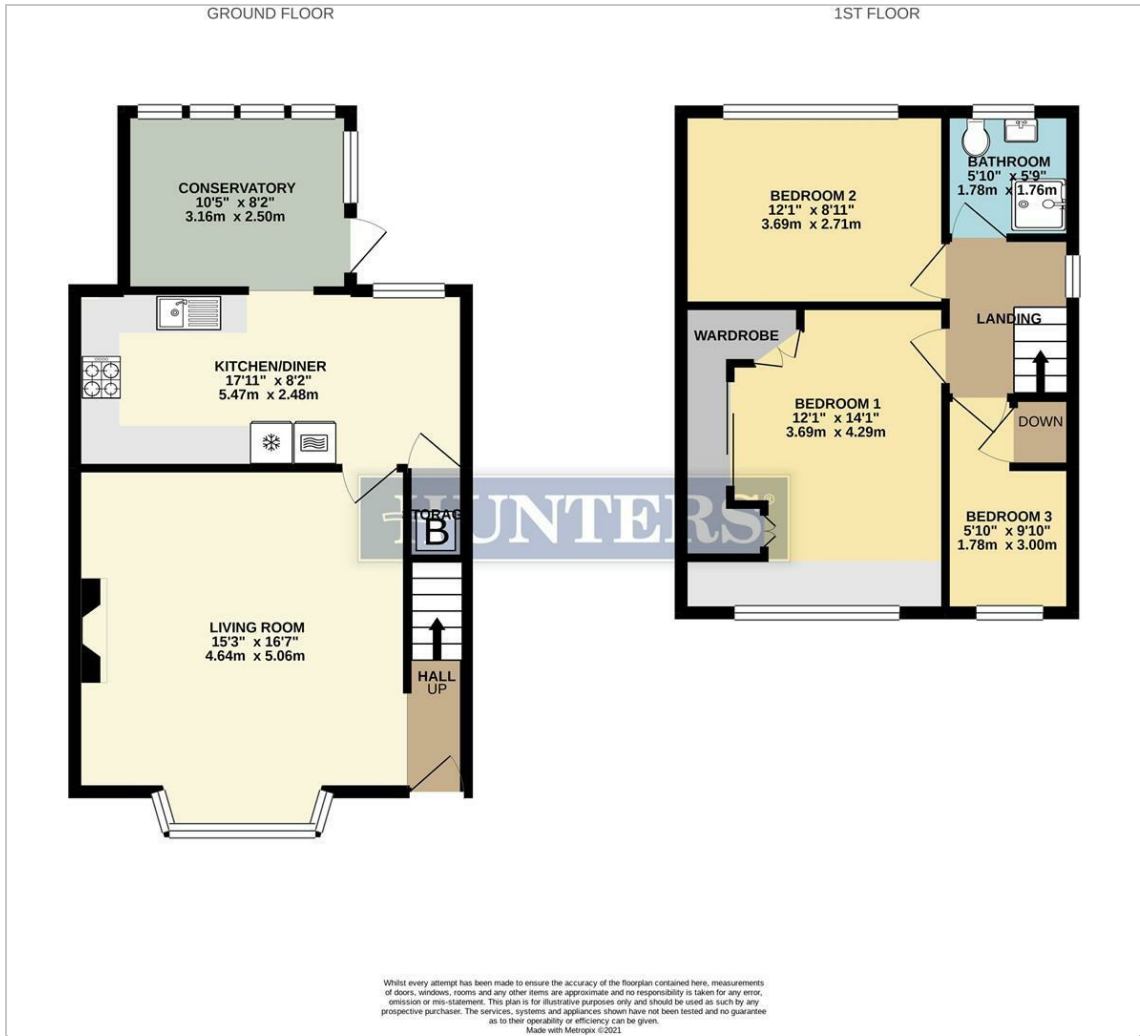 GROUND FLOOR
1ST FLOOR
CONSERVATORY
10'5" x 8'2"
3.16m x 2.50m
KITCHEN/DINER
17'11" x 8'2"
5.47m x 2.48m
STORAG
B
LIVING ROOM
15'3" x 16'7"
4.64m x 5.06m
HALL
UP
HUNTERS®
BEDROOM 2
12'1" x 8'11"
3.69m x 2.71m
BATHROOM
5'10" x 5'9"
1.78m x 1.76m
LANDING
WARDROBE
BEDROOM 1
12'1" x 14'1"
3.69m x 4.29m
DOWN
BEDROOM 3
5'10" x 9'10"
1.78m x 3.00m
Whilst every attempt has been made to ensure the accuracy of the floorplan contained here, measurements
of doors, windows, rooms and any other items are approximate and no responsibility is taken for any error,
omission or mis-statement. This plan is for illustrative purposes only and should be used as such by any
prospective purchaser. The services, systems and appliances shown have not been tested and no guarantee
as to their operability or efficiency can be given.
Made with Metropix ©2021